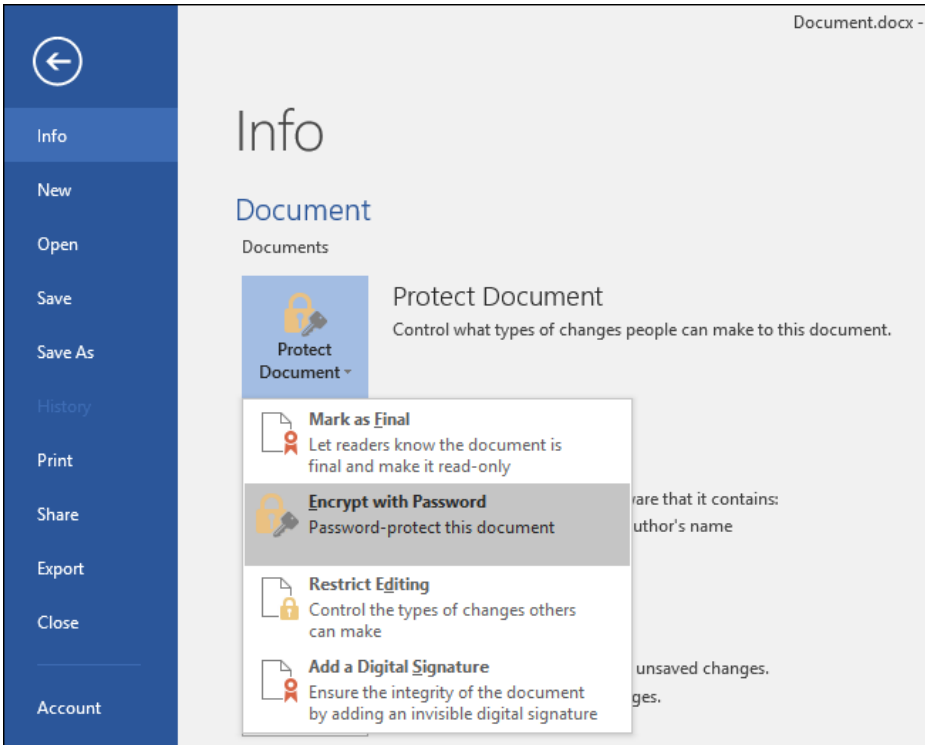 Document.docx -
Info
New
Open
Save
Save As
History
Print
Share
Export
Close
Account
Info
Document
Documents
Protect
Document
Protect Document
Control what types of changes people can make to this document.
Mark as Final
Let readers know the document is
final and make it read-only
Encrypt with Password
Password-protect this document
Restrict Editing
Control the types of changes others
can make
Add a Digital Signature
Ensure the integrity of the document
by adding an invisible digital signature
that it contains:
name
unsaved changes.